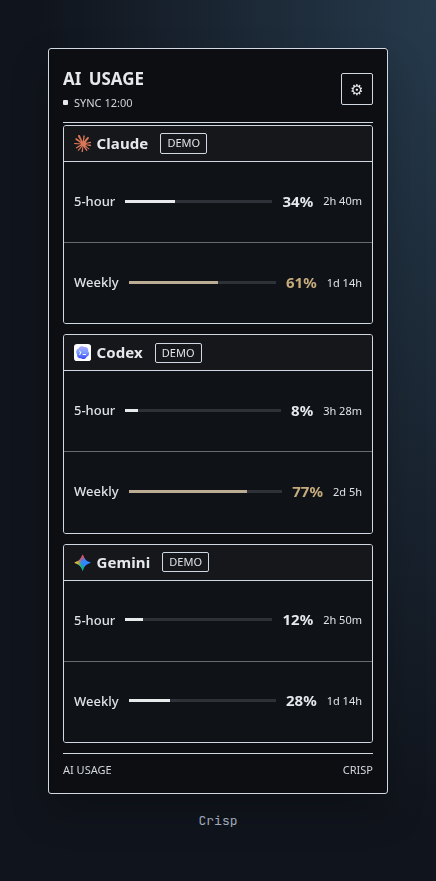 AI USAGE
SYNC 12:00
⚙
Claude DEMO
5-hour 34% 2h 40m
Weekly 61% 1d 14h
Codex DEMO
5-hour 8% 3h 28m
Weekly 77% 2d 5h
Gemini DEMO
5-hour 12% 2h 50m
Weekly 28% 1d 14h
AI USAGE CRISP
Crisp